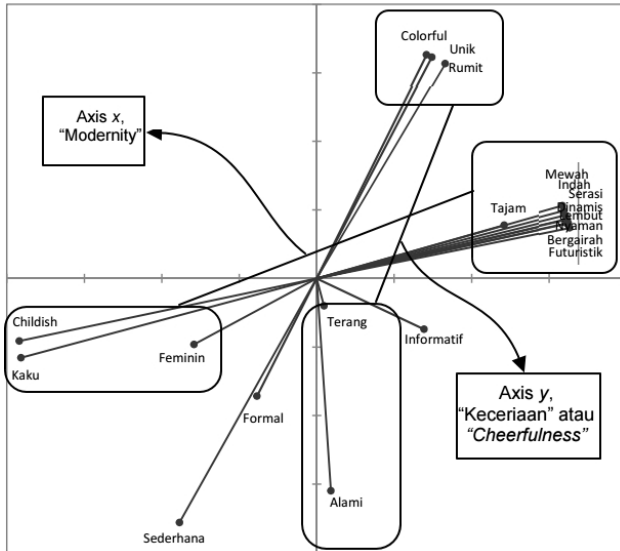 Colorful
Unik
Rumit
Axis x,
“Modernity”
Mewah
Indah
Serasi
Tajam
Dinamis
Lembut
Nyaman
Bergairah
Futuristik
Childish
Terang
Informatif
Kaku
Feminin
Axis y,
“Keceriaan” atau
“Cheerfulness”
Formal
Alami
Sederhana